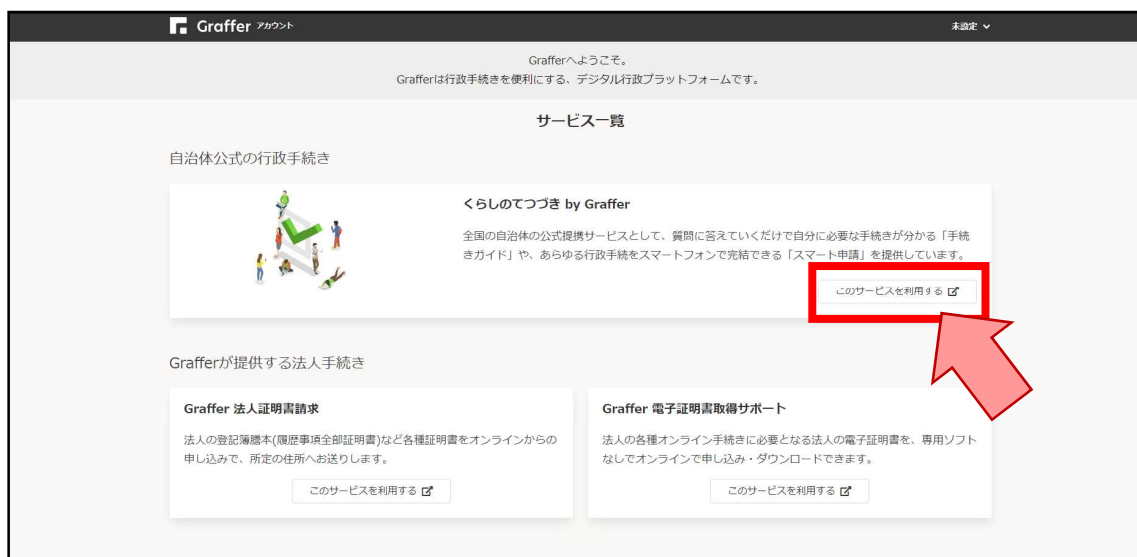 Graffer アカウント
未設定
Grafferへようこそ。
Grafferは行政手続きを便利にする、デジタル行政プラットフォームです。
サービス一覧
自治体公式の行政手続き
くらしのてつづき by Graffer
全国の自治体の公式提携サービスとして、質問に答えていくだけで自分に必要な手続きが分かる「手続
きガイド」や、あらゆる行政手続をスマートフォンで完結できる「スマート申請」を提供しています。
このサービスを利用する
Grafferが提供する法人手続き
Graffer 法人証明書請求
法人の登記簿謄本(履歴事項全部証明書)など各種証明書をオンラインからの
申し込みで、所定の住所へお送りします。
このサービスを利用する
Graffer 電子証明書取得サポート
法人の各種オンライン手続きに必要となる法人の電子証明書を、専用ソフト
なしでオンラインで申し込み・ダウンロードできます。
このサービスを利用する